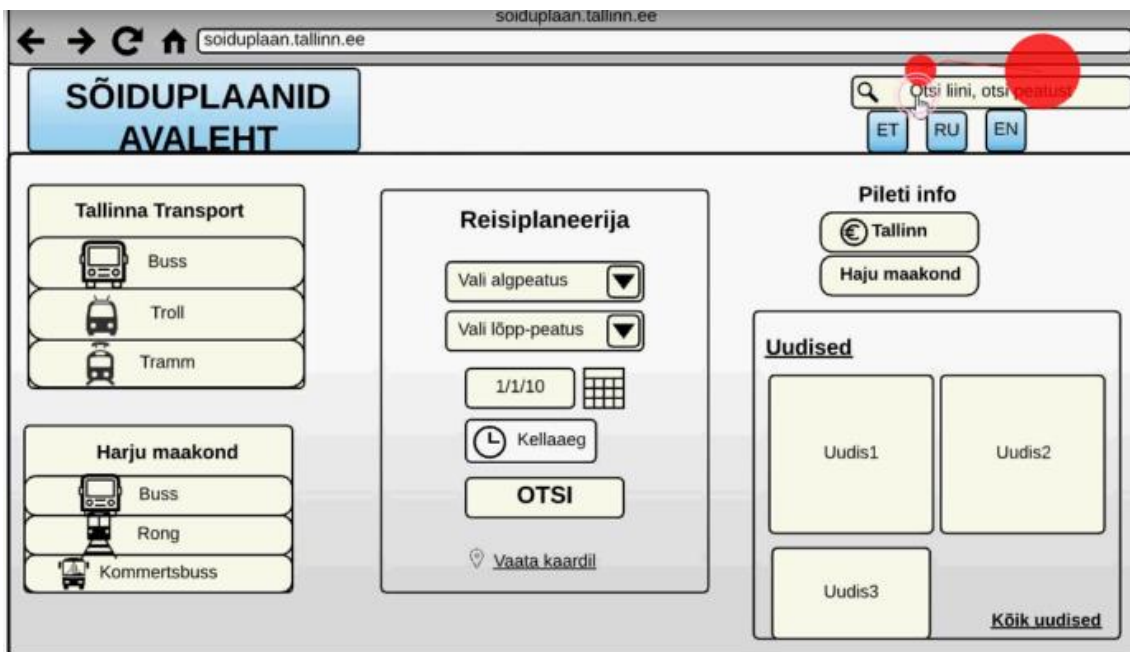 soiduplaan.tallinn.ee
soiduplaan.tallinn.ee
SÕIDUPLAANID
AVALEHT
Otsi liini, otsi peatust
ET RU EN
Tallinna Transport
Buss
Troll
Tramm
Harju maakond
Buss
Rong
Kommertsbuss
Reisiplaneerija
Vali algpeatus
Vali lõpp-peatus
1/1/10
Kellaaeg
OTSI
Vaata kaardil
Pileti info
€ Tallinn
Haju maakond
Uudised
Uudis1 Uudis2
Uudis3
Kõik uudised